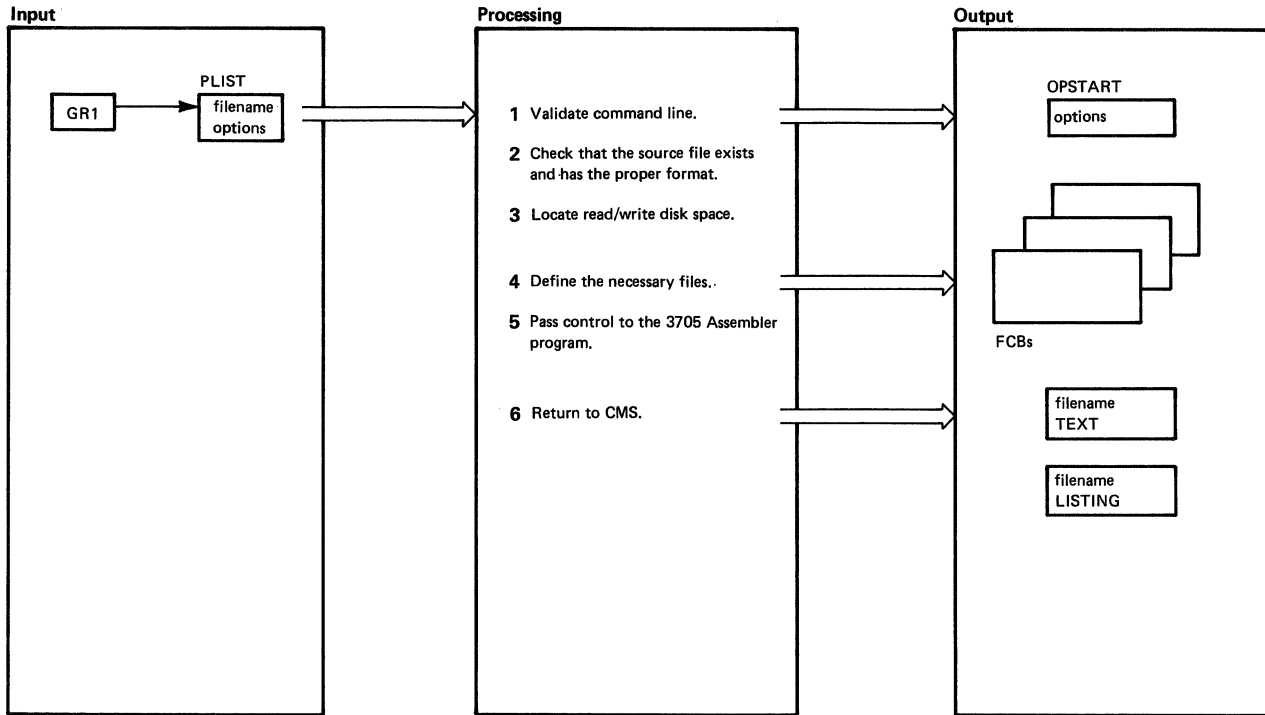 Input
PLIST
GR1
filename
options
Processing
1 Validate command line.
2 Check that the source file exists
and has the proper format.
3 Locate read/write disk space.
4 Define the necessary files.
5 Pass control to the 3705 Assembler
program.
6 Return to CMS.
Output
OPSTART
options
FCBs
filename
TEXT
filename
LISTING